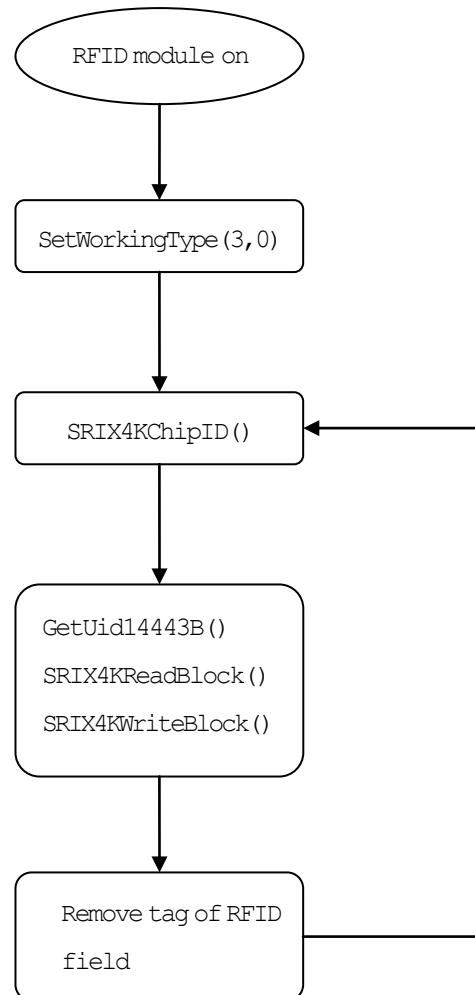 RFID module on
SetWorkingType(3,0)
SRIX4KChipID()
GetUid14443B()
SRIX4KReadBlock()
SRIX4KWriteBlock()
Remove tag of RFID
field